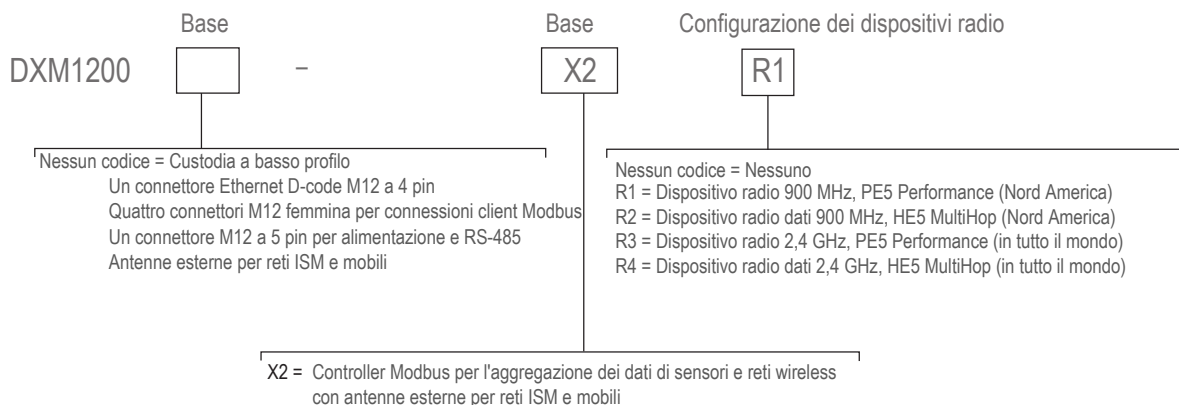 Base Base Configurazione dei dispositivi radio
DXM1200 – X2 R1
Nessun codice = Custodia a basso profilo
Un connettore Ethernet D-code M12 a 4 pin
Quattro connettori M12 femmina per connessioni client Modbus
Un connettore M12 a 5 pin per alimentazione e RS-485
Antenne esterne per reti ISM e mobili
Nessun codice = Nessuno
R1 = Dispositivo radio 900 MHz, PE5 Performance (Nord America)
R2 = Dispositivo radio dati 900 MHz, HE5 MultiHop (Nord America)
R3 = Dispositivo radio 2,4 GHz, PE5 Performance (in tutto il mondo)
R4 = Dispositivo radio dati 2,4 GHz, HE5 MultiHop (in tutto il mondo)
X2 = Controller Modbus per l'aggregazione dei dati di sensori e reti wireless
con antenne esterne per reti ISM e mobili